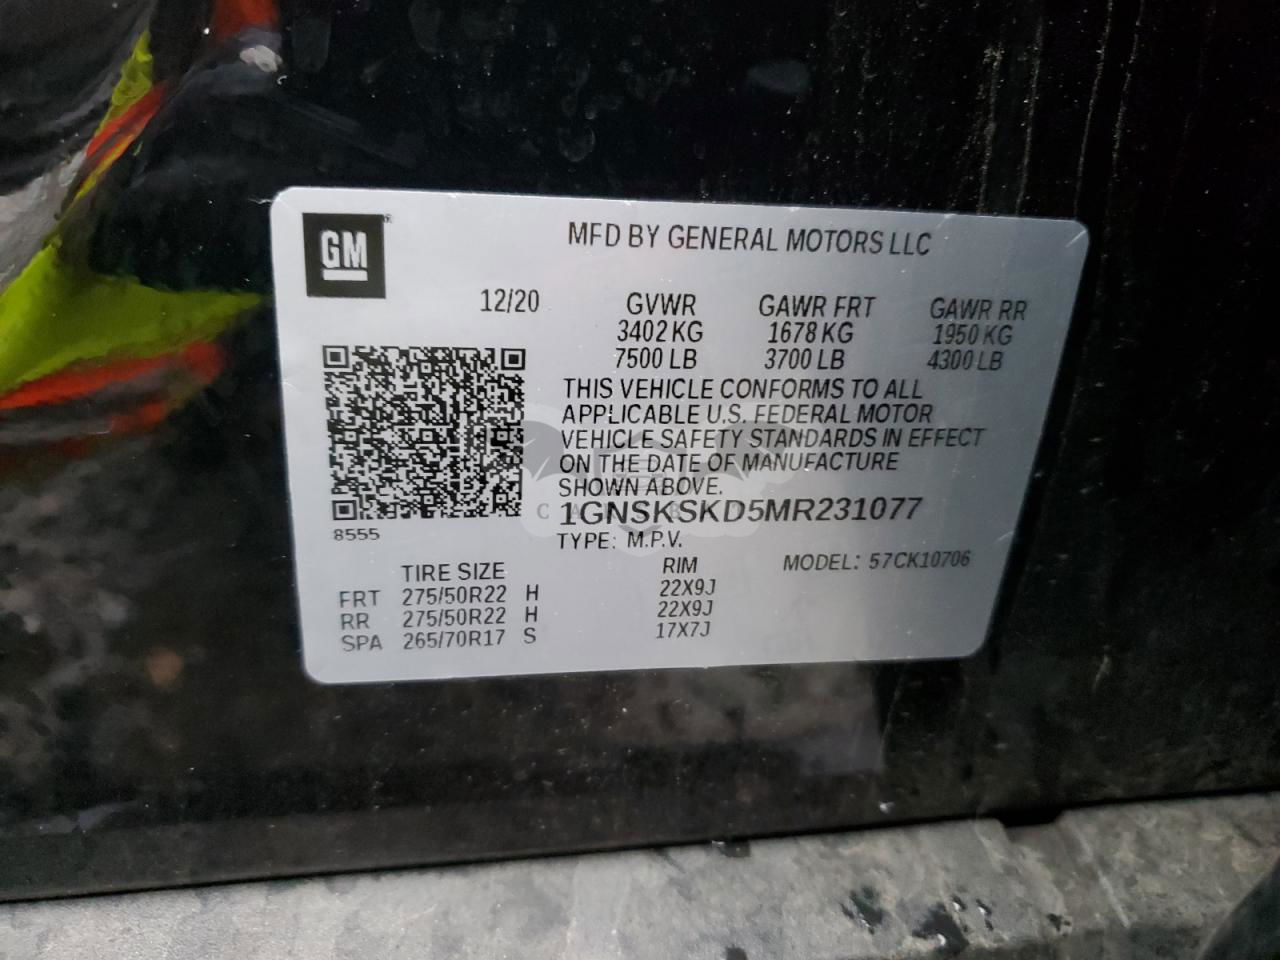 GM
MFD BY GENERAL MOTORS LLC
12/20 GVWR GAWR FRT GAWR RR
3402 KG 1678 KG 1950 KG
7500 LB 3700 LB 4300 LB
THIS VEHICLE CONFORMS TO ALL
APPLICABLE U.S. FEDERAL MOTOR
VEHICLE SAFETY STANDARDS IN EFFECT
ON THE DATE OF MANUFACTURE
SHOWN ABOVE.
1GNSKSKD5MR231077
8555
TYPE: M.P.V.
TIRE SIZE RIM MODEL: 57CK10706
FRT 275/50R22 H 22X9J
RR 275/50R22 H 22X9J
SPA 265/70R17 S 17X7J